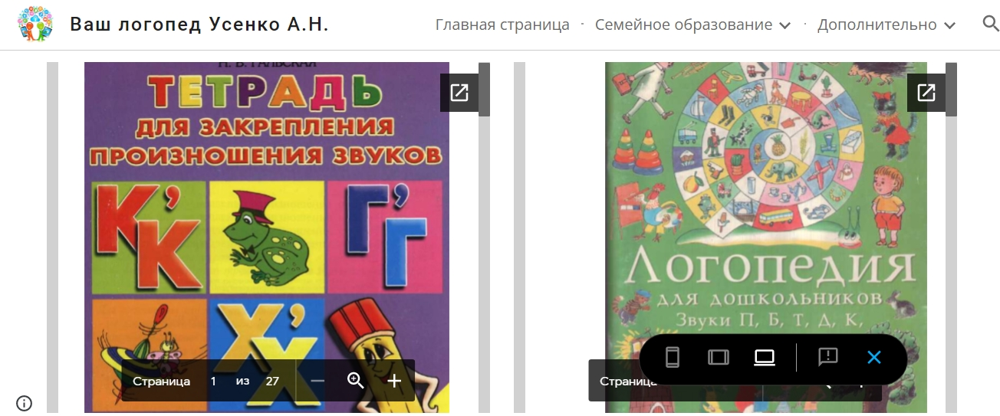 Ваш логопед Усенко А.Н.
Главная страница · Семейное образование · Дополнительно
Н. В. ГАЛЬСКАЯ
ТЕТРАДЬ
ДЛЯ ЗАКРЕПЛЕНИЯ
ПРОИЗНОШЕНИЯ ЗВУКОВ
К’ К
Г’ Г
Х’ Х
Страница 1 из 27
Логопедия
для дошкольников
Звуки П, Б, Т, Д, К,
Страница